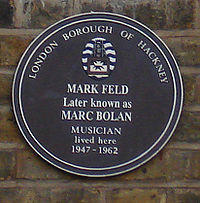 LONDON BOROUGH OF HACKNEY
MARK FELD
Later known as
MARC BOLAN
MUSICIAN
lived here
1947 - 1962